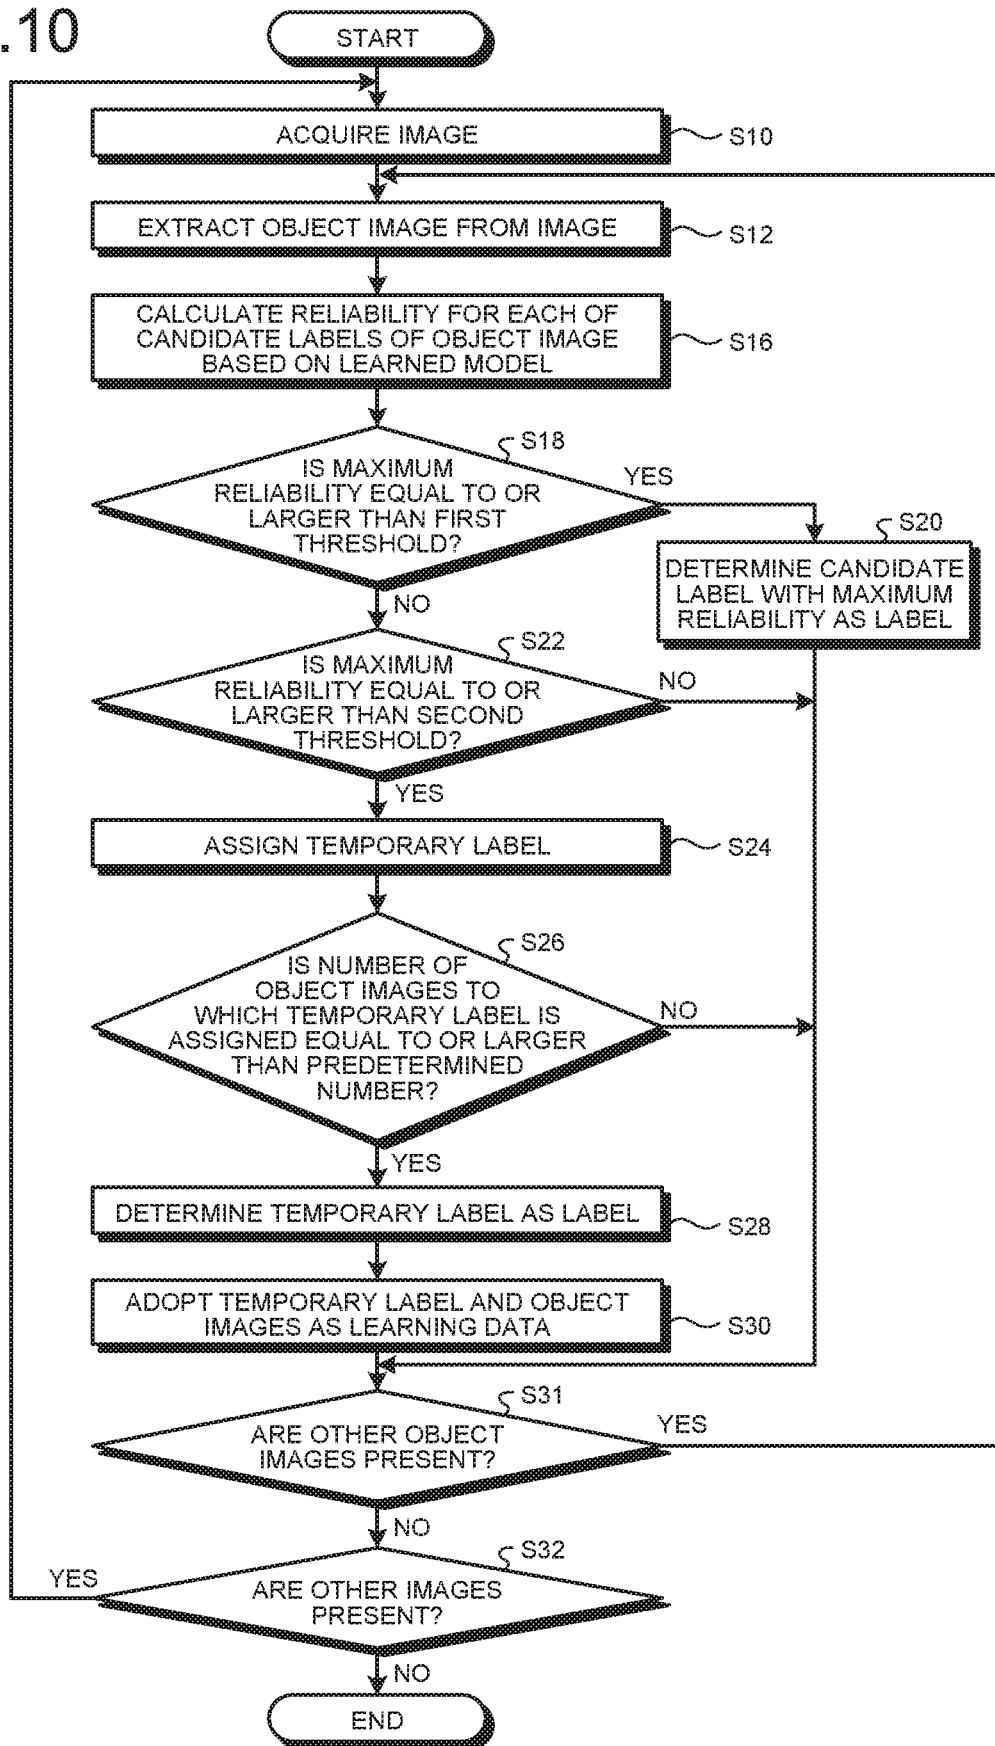 .10
START
ACQUIRE IMAGE
S10
EXTRACT OBJECT IMAGE FROM IMAGE
S12
CALCULATE RELIABILITY FOR EACH OF
CANDIDATE LABELS OF OBJECT IMAGE
BASED ON LEARNED MODEL
S16
S18
IS MAXIMUM
RELIABILITY EQUAL TO OR
LARGER THAN FIRST
THRESHOLD?
YES
NO
S20
DETERMINE CANDIDATE
LABEL WITH MAXIMUM
RELIABILITY AS LABEL
S22
IS MAXIMUM
RELIABILITY EQUAL TO OR
LARGER THAN SECOND
THRESHOLD?
NO
YES
ASSIGN TEMPORARY LABEL
S24
S26
IS NUMBER OF
OBJECT IMAGES TO
WHICH TEMPORARY LABEL IS
ASSIGNED EQUAL TO OR LARGER
THAN PREDETERMINED
NUMBER?
NO
YES
DETERMINE TEMPORARY LABEL AS LABEL
S28
ADOPT TEMPORARY LABEL AND OBJECT
IMAGES AS LEARNING DATA
S30
S31
ARE OTHER OBJECT
IMAGES PRESENT?
YES
NO
S32
YES
ARE OTHER IMAGES
PRESENT?
NO
END